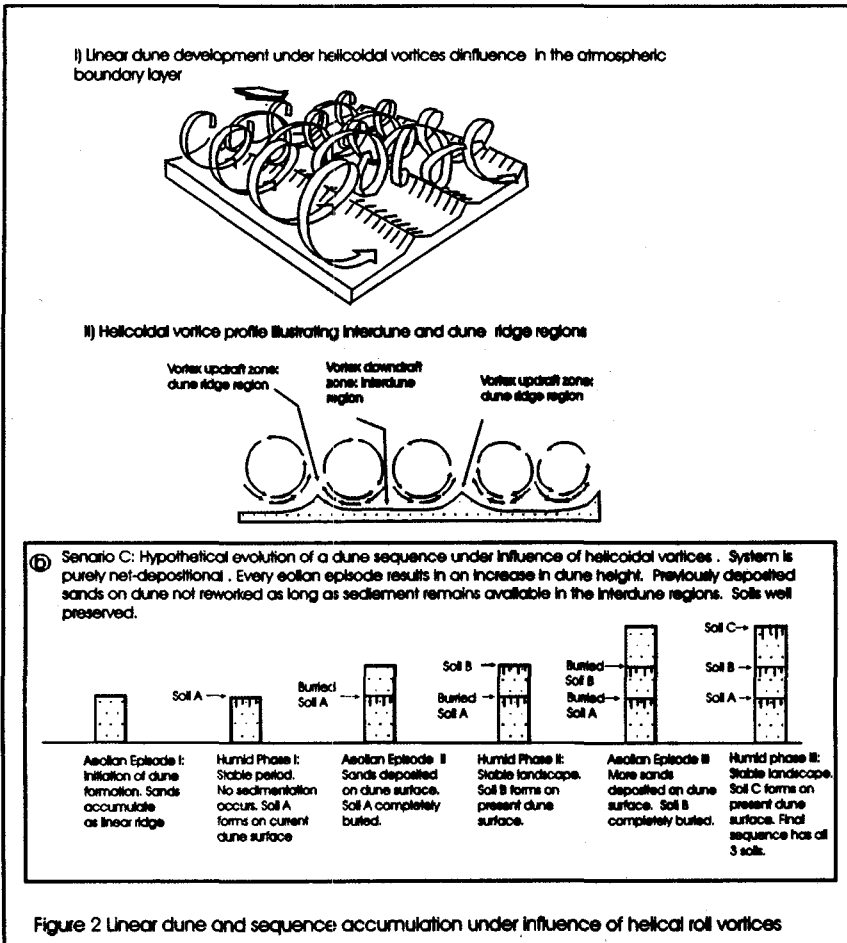 I) Linear dune development under helicoidal vortices dinfluence in the atmospheric
boundary layer
II) Helicoidal vortice profile illustrating interdune and dune ridge regions
Vortex updraft zone:
dune ridge region
Vortex downdraft
zone: interdune
region
Vortex updraft zone:
dune ridge region
b Senario C: Hypothetical evolution of a dune sequence under influence of helicoidal vortices . System is
purely net-depositional . Every eolian episode results in an increase in dune height. Previously deposited
sands on dune not reworked as long as sediement remains available in the interdune regions. Soils well
preserved.
Soil A
Burried
Soil A
Soil B
Burried
Soil A
Burried
Soil B
Burried
Soil A
Soil C
Soil B
Soil A
Aeolian Episode I:
Initiation of dune
formation. Sands
accumulate
as linear ridge
Humid Phase I:
Stable period.
No sedimentation
occurs. Soil A
forms on current
dune surface
Aeolian Episode II
Sands deposited
on dune surface.
Soil A completely
buried.
Humid Phase II:
Stable landscape.
Soil B forms on
present dune
surface.
Aeolian Episode III
More sands
deposited on dune
surface. Soil B
completely buried.
Humid phase III:
Stable landscape.
Soil C forms on
present dune
surface. Final
sequence has all
3 soils.
Figure 2 Linear dune and sequence accumulation under influence of helical roll vortices